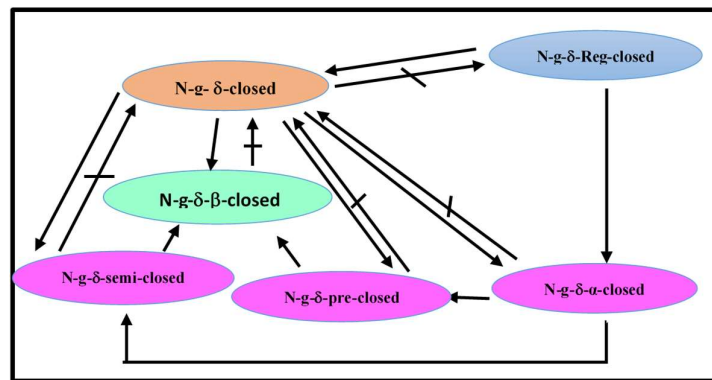 N-g-δ-Reg-closed
N-g- δ-closed
N-g-δ-β-closed
N-g-δ-semi-closed
N-g-δ-pre-closed
N-g-δ-α-closed